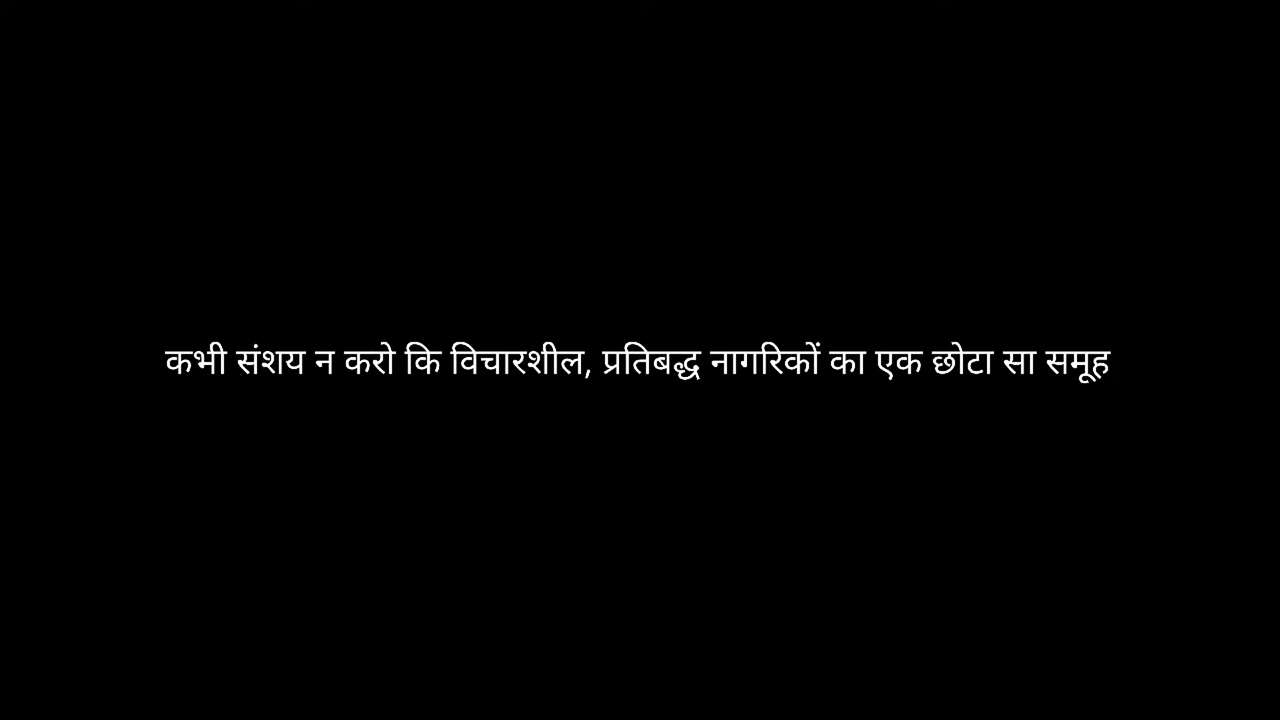 कभी संशय न करो कि विचारशील, प्रतिबद्ध नागरिकों का एक छोटा सा समूह